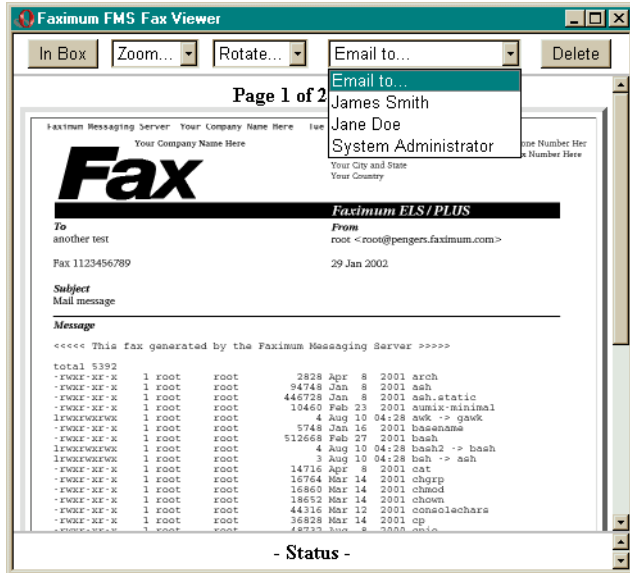 Faximum FMS Fax Viewer
In Box Zoom... Rotate... Email to... Delete
Email to...
James Smith
Jane Doe
System Administrator
Page 1 of 2
Faximum Messaging Server Your Company Name Here Tue
Your Company Name Here
one Number Her
x Number Here
Your City and State
Your Country
Fax
Faximum ELS/PLUS
To From
another test root <root@pengers.faximum.com>
Fax 1123456789 29 Jan 2002
Subject
Mail message
Message
<<<<< This fax generated by the Faximum Messaging Server >>>>>
total 5392
-rwxr-xr-x 1 root root 2828 Apr 8 2001 arch
-rwxr-xr-x 1 root root 94748 Jan 8 2001 ash
-rwxr-xr-x 1 root root 446728 Jan 8 2001 ash.static
-rwxr-xr-x 1 root root 10460 Feb 23 2001 aumix-minimal
lrwxrwxrwx 1 root root 4 Aug 10 04:28 awk -> gawk
-rwxr-xr-x 1 root root 5748 Jan 16 2001 basename
-rwxr-xr-x 1 root root 512668 Feb 27 2001 bash
lrwxrwxrwx 1 root root 4 Aug 10 04:28 bash2 -> bash
lrwxrwxrwx 1 root root 3 Aug 10 04:28 bsh -> ash
-rwxr-xr-x 1 root root 14716 Apr 8 2001 cat
-rwxr-xr-x 1 root root 16764 Mar 14 2001 chgrp
-rwxr-xr-x 1 root root 16860 Mar 14 2001 chmod
-rwxr-xr-x 1 root root 18652 Mar 14 2001 chown
-rwxr-xr-x 1 root root 44316 Mar 12 2001 consolechars
-rwxr-xr-x 1 root root 36828 Mar 14 2001 cp
- Status -